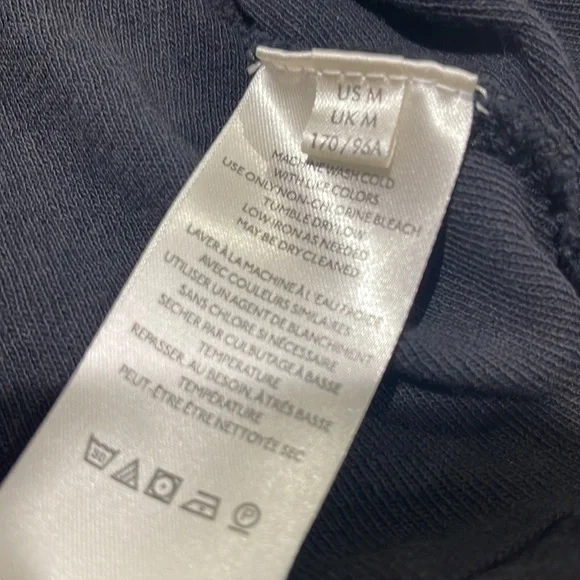 US M
UK M
170/96A
MACHINE WASH COLD
WITH LIKE COLORS
USE ONLY NON-CHLORINE BLEACH
TUMBLE DRY LOW
LOW IRON AS NEEDED
MAY BE DRY CLEANED
LAVER À LA MACHINE À L'EAU FROIDE
AVEC COULEURS SIMILAIRES
UTILISER UN AGENT DE BLANCHIMENT
SANS CHLORE SI NÉCESSAIRE
SECHER PAR CULBUTAGE À BASSE
TEMPÉRATURE
REPASSER, AU BESOIN, À TRÉS BASSE
TEMPÉRATURE
PEUT-ÊTRE ÊTRE NETTOYÉE SEC
30 P